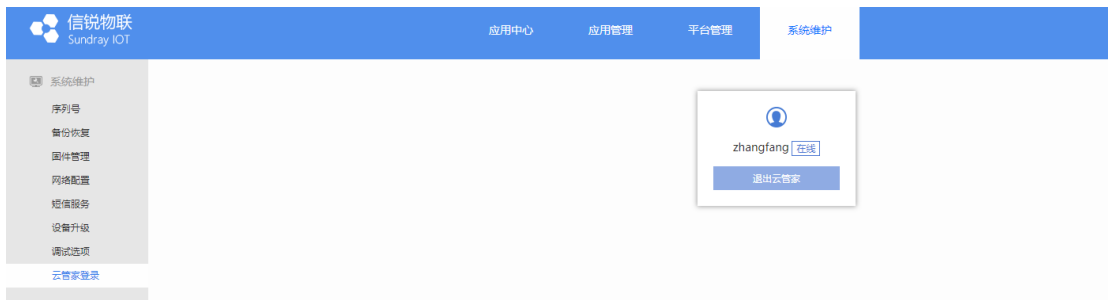 信锐物联
Sundray IOT
应用中心 应用管理 平台管理 系统维护
系统维护
序列号
备份恢复
固件管理
网络配置
短信服务
设备升级
调试选项
云管家登录
zhangfang 在线
退出云管家